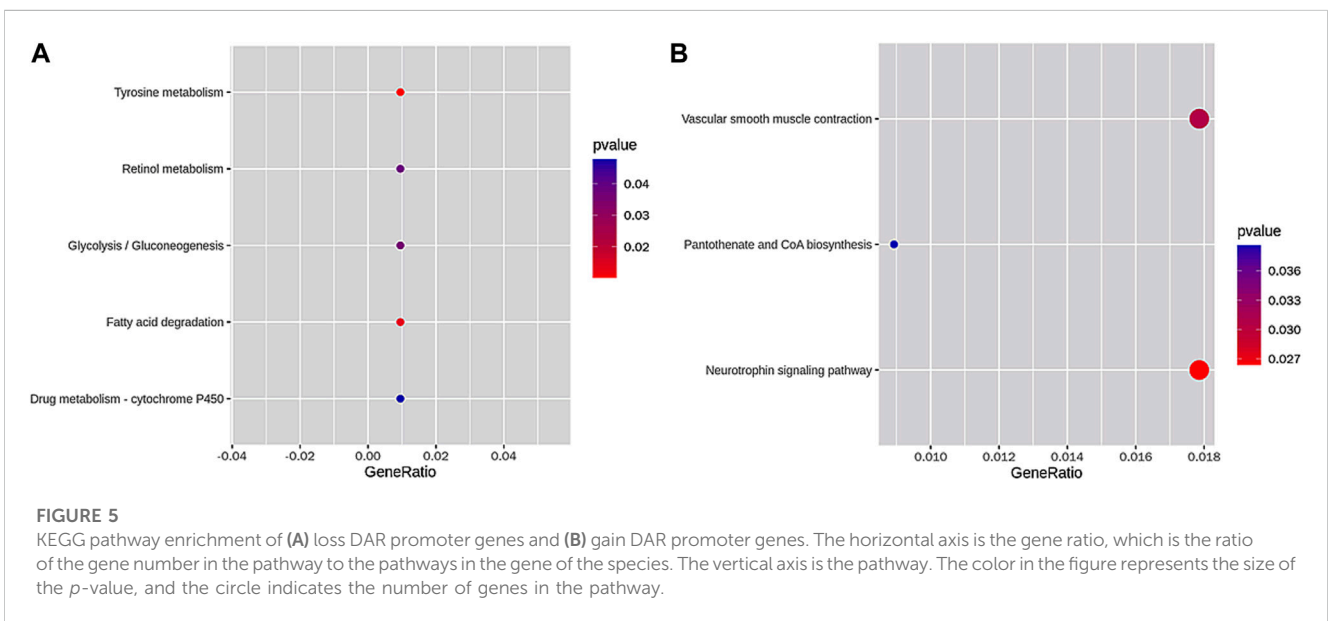 A
Tyrosine metabolism
Retinol metabolism
Glycolysis / Gluconeogenesis
Fatty acid degradation
Drug metabolism - cytochrome P450
-0.04 -0.02 0.00 0.02 0.04
GeneRatio
pvalue
0.04
0.03
0.02
B
Vascular smooth muscle contraction
Pantothenate and CoA biosynthesis
Neurotrophin signaling pathway
0.010 0.012 0.014 0.016 0.018
GeneRatio
pvalue
0.036
0.033
0.030
0.027
FIGURE 5
KEGG pathway enrichment of (A) loss DAR promoter genes and (B) gain DAR promoter genes. The horizontal axis is the gene ratio, which is the ratio
of the gene number in the pathway to the pathways in the gene of the species. The vertical axis is the pathway. The color in the figure represents the size of
the p-value, and the circle indicates the number of genes in the pathway.